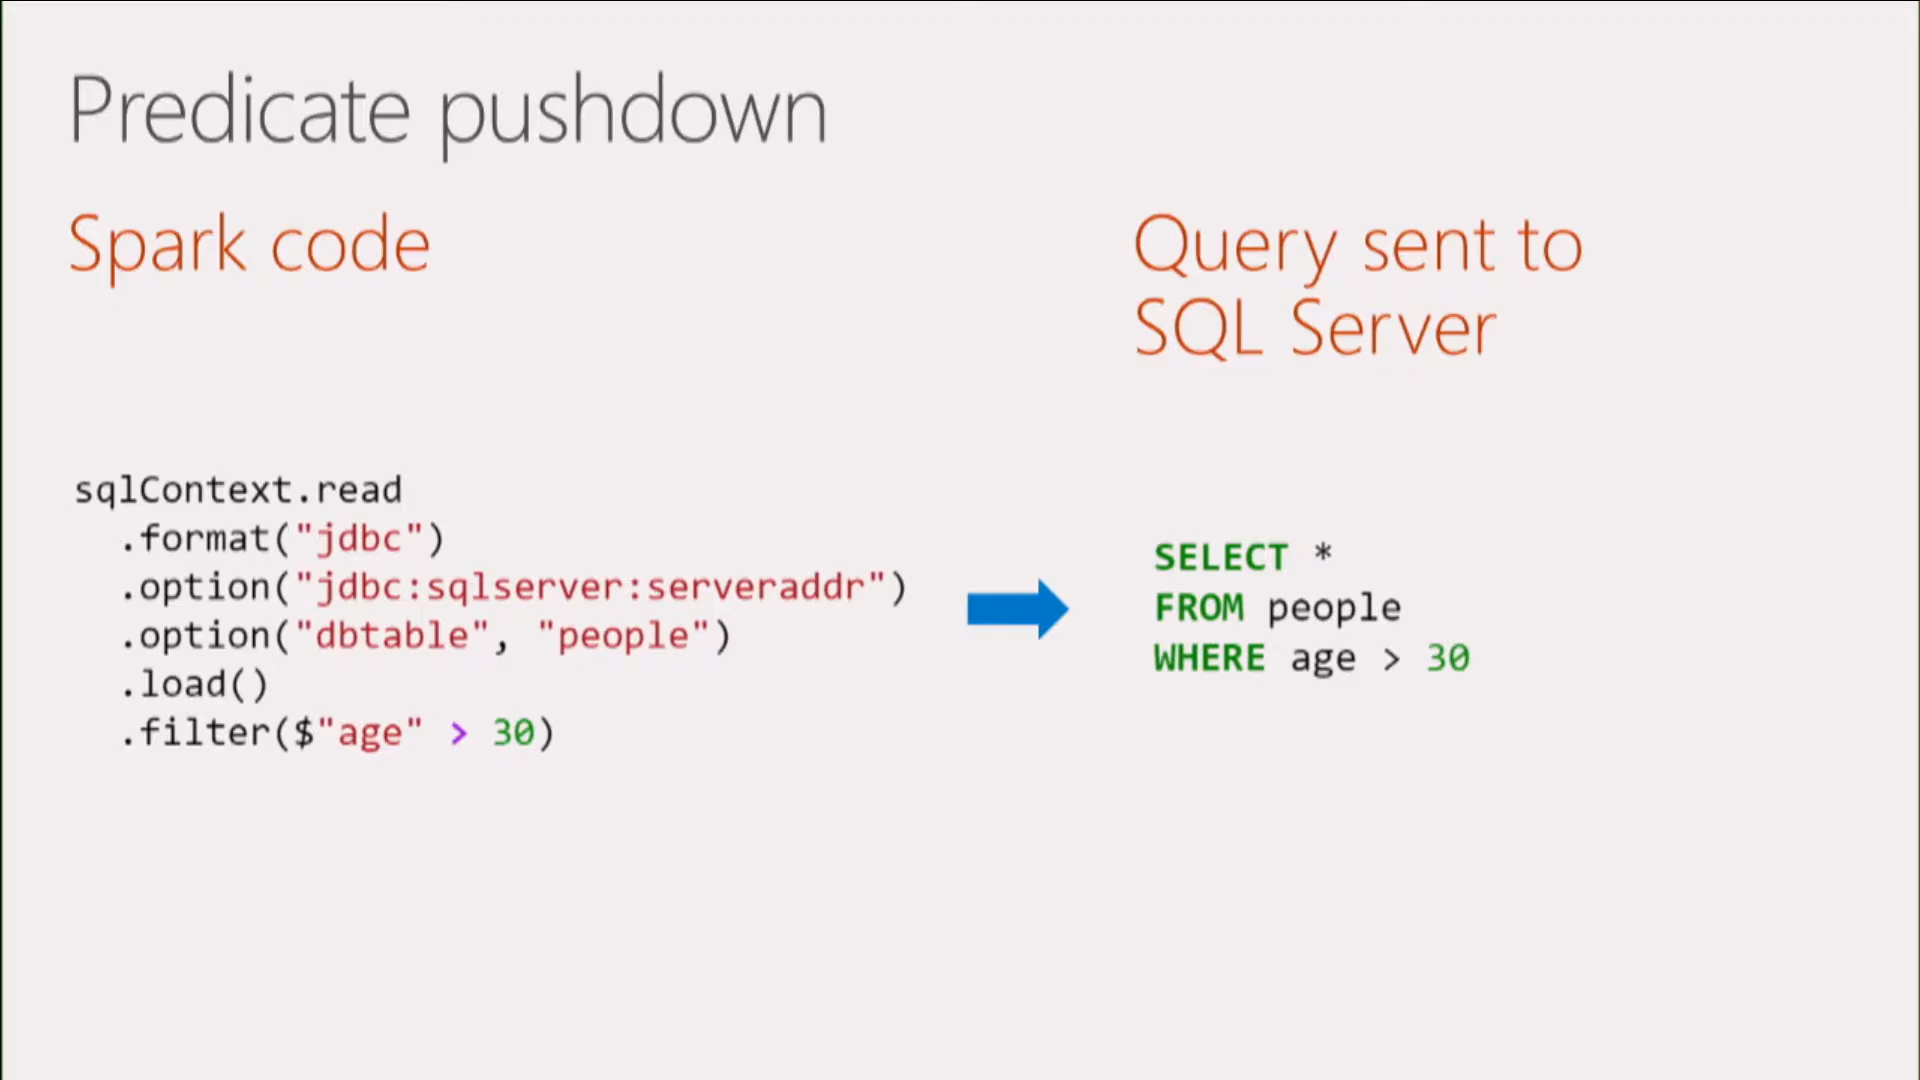 Predicate pushdown
Spark code
sqlContext.read
.format("jdbc")
.option("jdbc:sqlserver:serveraddr")
.option("dbtable", "people")
.load()
.filter($"age" > 30)
Query sent to
SQL Server
SELECT *
FROM people
WHERE age > 30